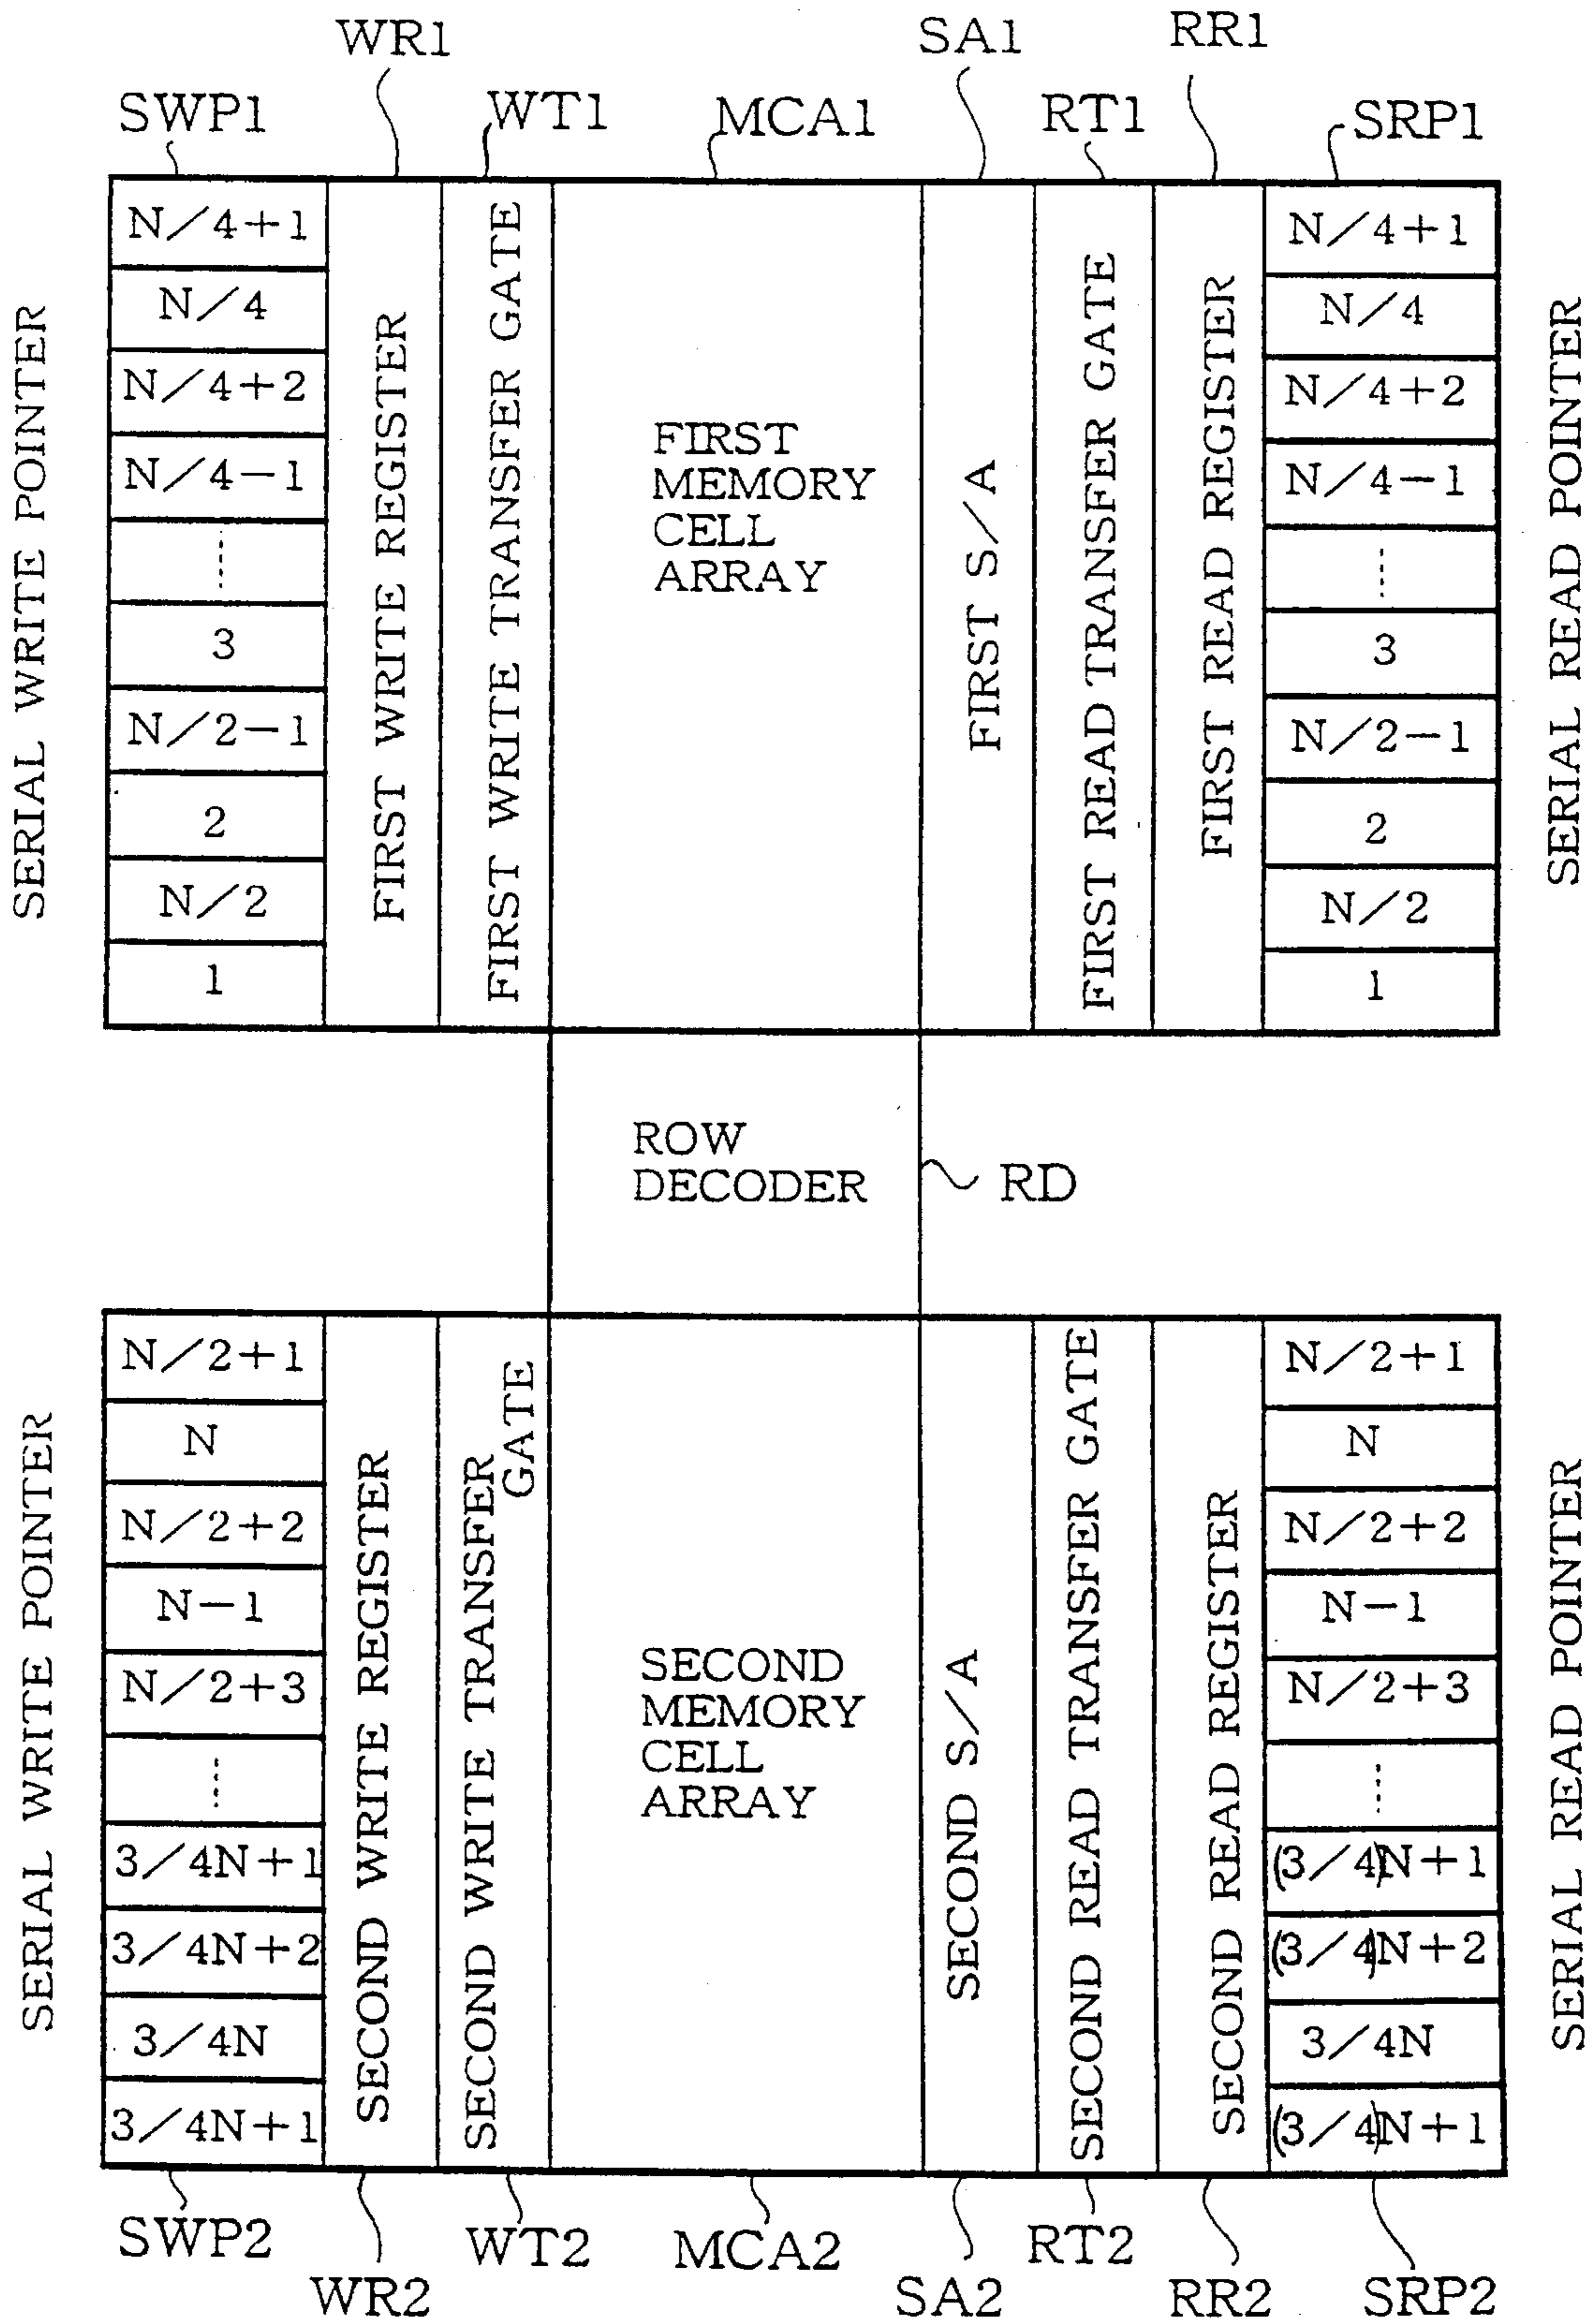 WR1
SA1
RR1
SWP1
WT1
MCA1
RT1
SRP1
SERIAL WRITE POINTER
N/4+1
N/4
N/4+2
N/4-1
3
N/2-1
2
N/2
1
FIRST WRITE REGISTER
FIRST WRITE TRANSFER GATE
FIRST
MEMORY
CELL
ARRAY
FIRST S/A
FIRST READ TRANSFER GATE
FIRST READ REGISTER
N/4+1
N/4
N/4+2
N/4-1
3
N/2-1
2
N/2
1
SERIAL READ POINTER
ROW
DECODER
RD
SERIAL WRITE POINTER
N/2+1
N
N/2+2
N-1
N/2+3
3/4N+1
3/4N+2
3/4N
3/4N+1
SECOND WRITE REGISTER
SECOND WRITE TRANSFER
GATE
SECOND
MEMORY
CELL
ARRAY
SECOND S/A
SECOND READ TRANSFER GATE
SECOND READ REGISTER
N/2+1
N
N/2+2
N-1
N/2+3
(3/4)N+1
(3/4)N+2
3/4N
(3/4)N+1
SERIAL READ POINTER
SWP2
WR2
WT2
MCA2
SA2
RT2
RR2
SRP2